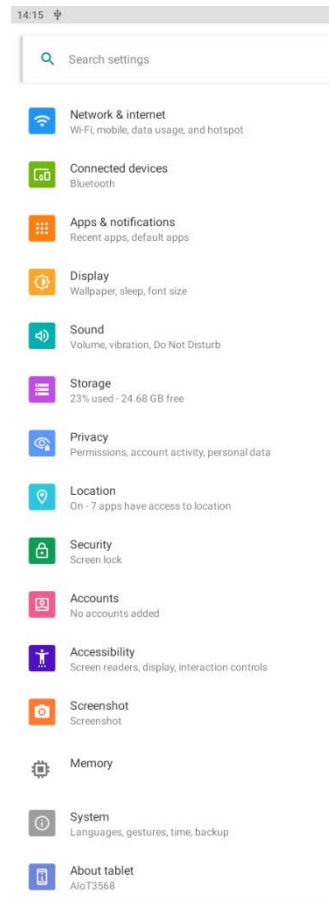 14:15
Search settings
Network & internet
Wi-Fi, mobile, data usage, and hotspot
Connected devices
Bluetooth
Apps & notifications
Recent apps, default apps
Display
Wallpaper, sleep, font size
Sound
Volume, vibration, Do Not Disturb
Storage
23% used - 24.68 GB free
Privacy
Permissions, account activity, personal data
Location
On - 7 apps have access to location
Security
Screen lock
Accounts
No accounts added
Accessibility
Screen readers, display, interaction controls
Screenshot
Screenshot
Memory
System
Languages, gestures, time, backup
About tablet
AIoT3568